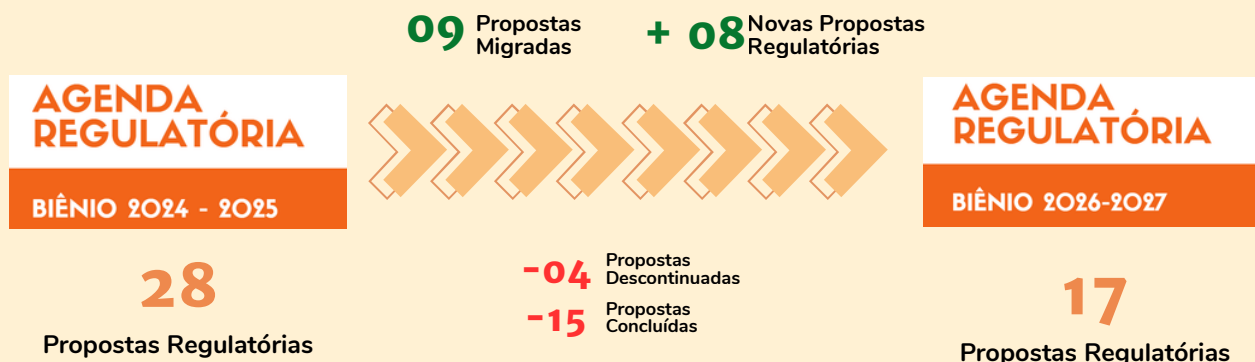 09 Propostas
Migradas
+ 08 Novas Propostas
Regulatórias
AGENDA
REGULATÓRIA
BIÊNIO 2024 - 2025
28
Propostas Regulatórias
-04 Propostas
Descontinuadas
-15 Propostas
Concluídas
AGENDA
REGULATÓRIA
BIÊNIO 2026-2027
17
Propostas Regulatórias